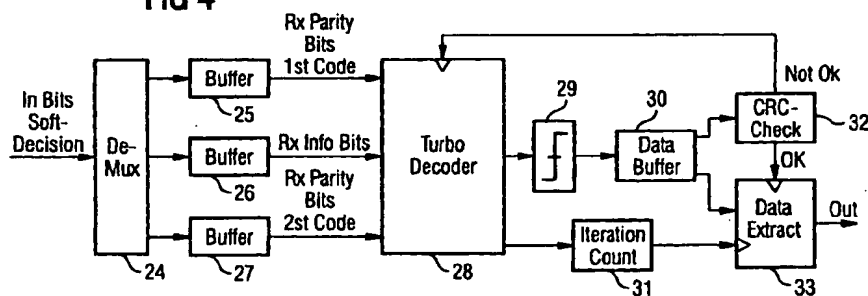 FIG 4
In Bits
Soft-
Decision
De-
Mux
24
Buffer
25
Buffer
26
Buffer
27
Rx Parity
Bits
1st Code
Rx Info Bits
Rx Parity
Bits
2st Code
Turbo
Decoder
28
29
30
Data
Buffer
Iteration
Count
31
Not Ok
CRC-
Check
32
OK
Data
Extract
33
Out